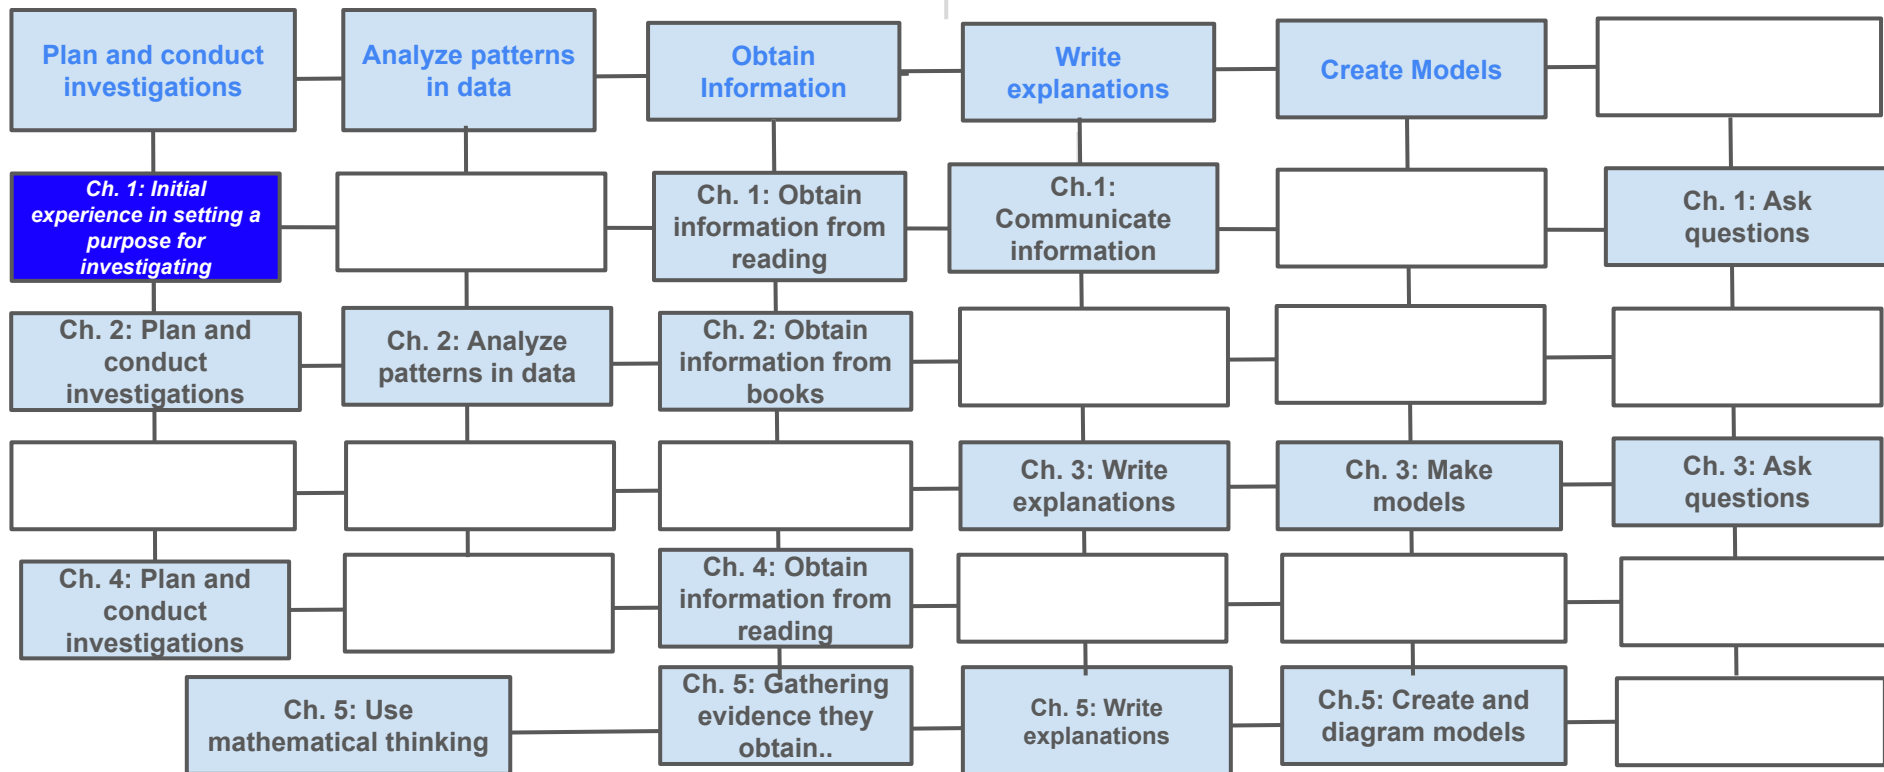 Plan and conduct
investigations
Analyze patterns
in data
Obtain
Information
Write
explanations
Create Models
Ch. 1: Initial
experience in setting a
purpose for
investigating
Ch. 1: Obtain
information from
reading
Ch.1:
Communicate
information
Ch. 1: Ask
questions
Ch. 2: Plan and
conduct
investigations
Ch. 2: Analyze
patterns in data
Ch. 2: Obtain
information from
books
Ch. 3: Write
explanations
Ch. 3: Make
models
Ch. 3: Ask
questions
Ch. 4: Plan and
conduct
investigations
Ch. 4: Obtain
information from
reading
Ch. 5: Use
mathematical thinking
Ch. 5: Gathering
evidence they
obtain..
Ch. 5: Write
explanations
Ch.5: Create and
diagram models